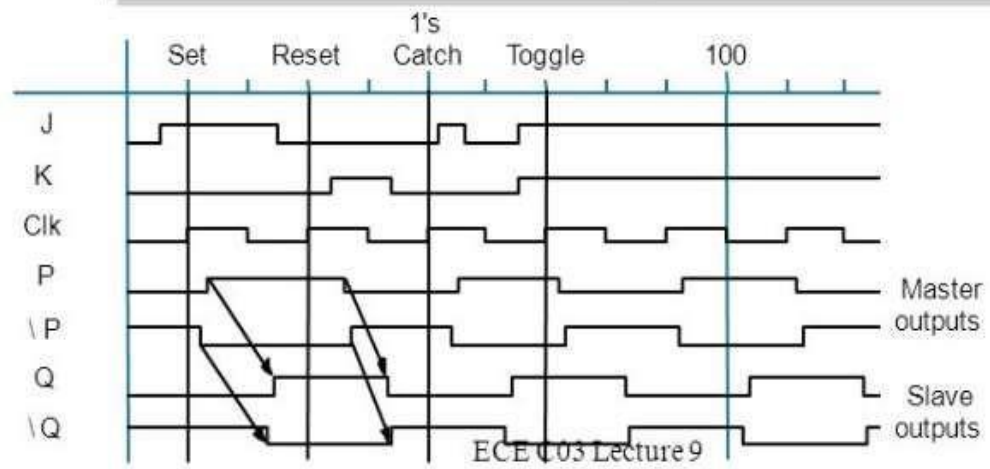 1's
Set Reset Catch Toggle 100
J
K
Clk
P
\ P
Q
\ Q
Master
outputs
Slave
outputs
ECE C03 Lecture 9